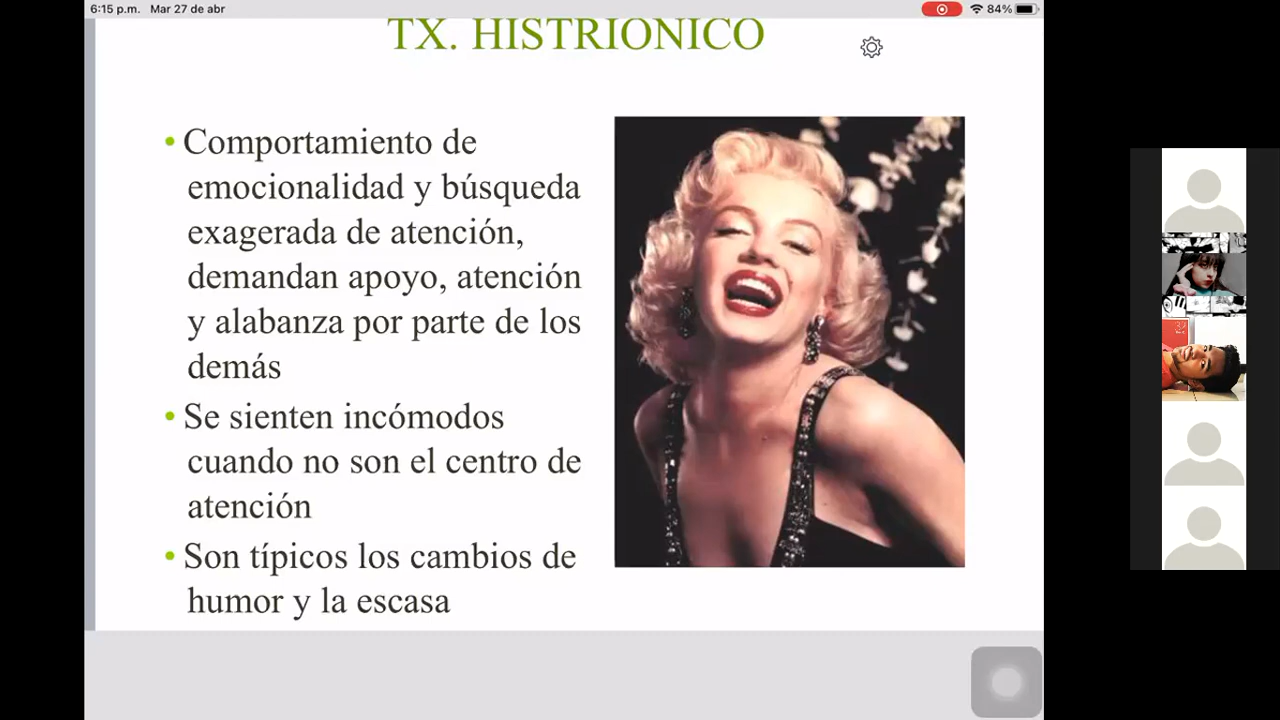 6:15 p.m. Mar 27 de abr
84%
TX. HISTRIONICO
• Comportamiento de
emocionalidad y búsqueda
exagerada de atención,
demandan apoyo, atención
y alabanza por parte de los
demás
• Se sienten incómodos
cuando no son el centro de
atención
• Son típicos los cambios de
humor y la escasa